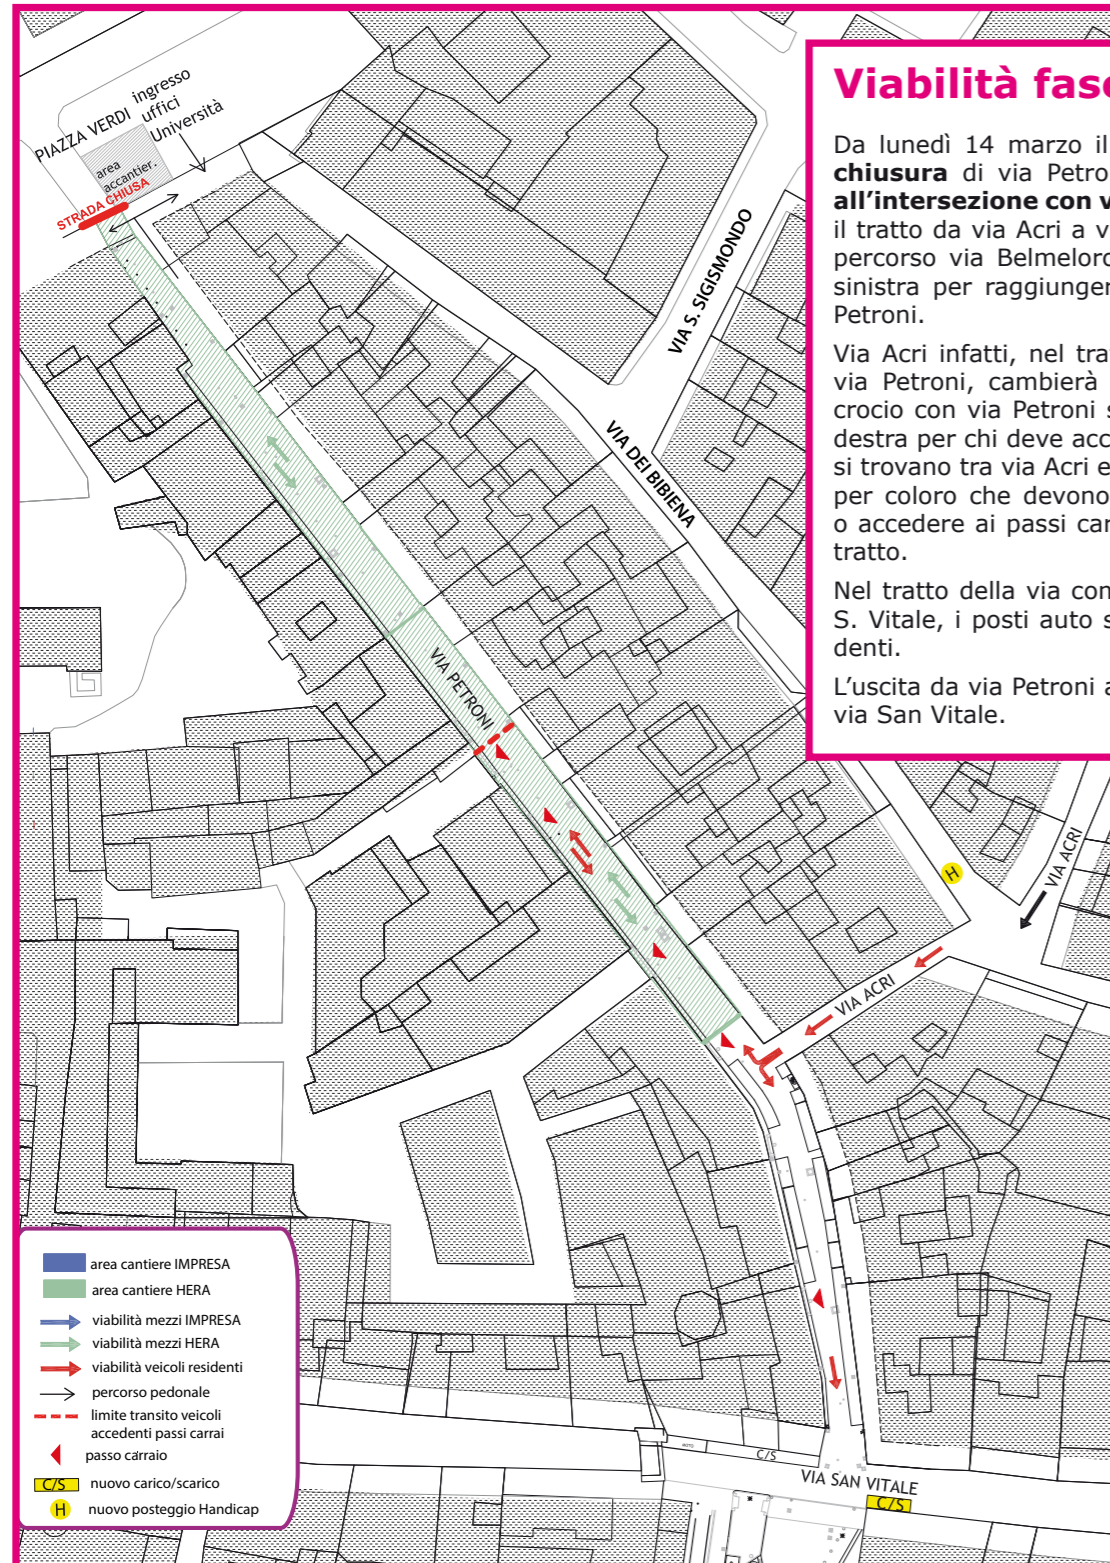 PIAZZA VERDI
ingresso
uffici
Università
area
accantier.
STRADA CHIUSA
VIA S. SIGISMONDO
VIA DEI BIBIENA
VIA PETRONI
VIA ACRI
VIA ACRI
H
Viabilità fas
Da lunedì 14 marzo il
chiusura di via Petro
all’intersezione con v
il tratto da via Acri a v
percorso via Belmeloro
sinistra per raggiunger
Petroni.
Via Acri infatti, nel tra
via Petroni, cambierà
crocio con via Petroni s
destra per chi deve acc
si trovano tra via Acri e
per coloro che devono
o accedere ai passi car
tratto.
Nel tratto della via con
S. Vitale, i posti auto s
denti.
L’uscita da via Petroni a
via San Vitale.
area cantiere IMPRESA
area cantiere HERA
viabilità mezzi IMPRESA
viabilità mezzi HERA
viabilità veicoli residenti
percorso pedonale
limite transito veicoli
accedenti passi carrai
passo carraio
C/S nuovo carico/scarico
H nuovo posteggio Handicap
C/S
VIA SAN VITALE
C/S